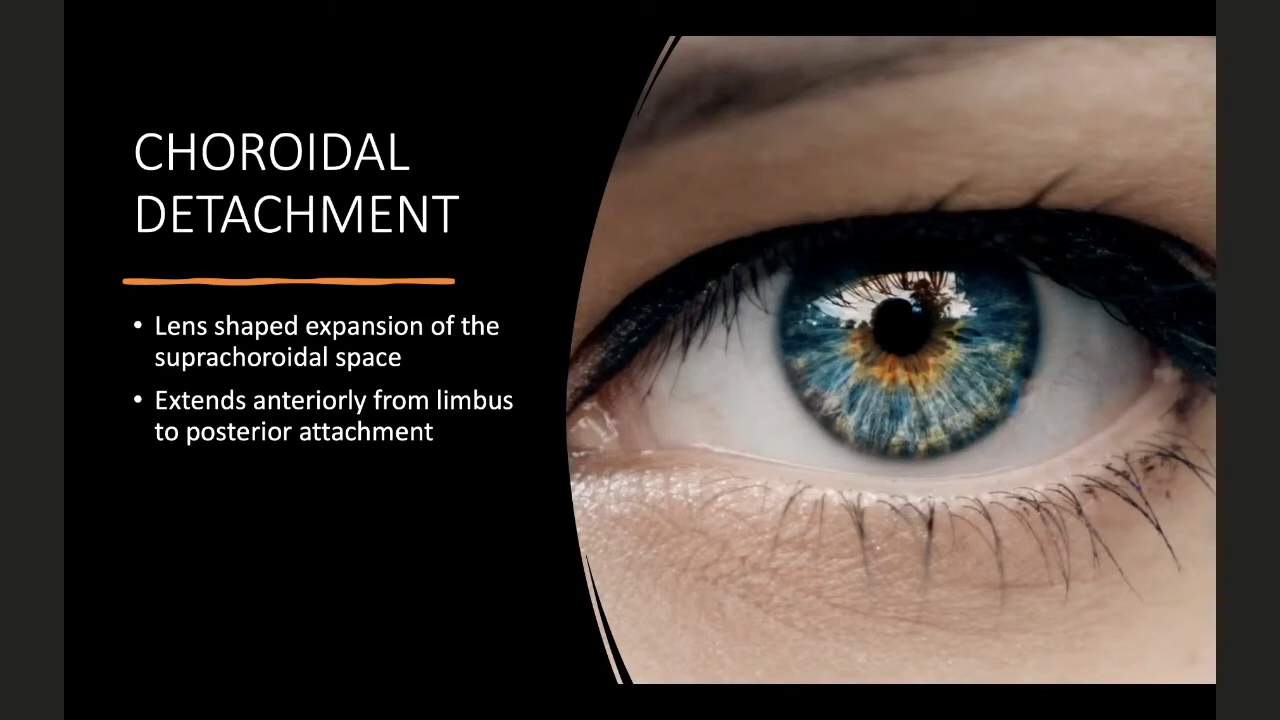 CHOROIDAL
DETACHMENT
• Lens shaped expansion of the
suprachoroidal space
• Extends anteriorly from limbus
to posterior attachment